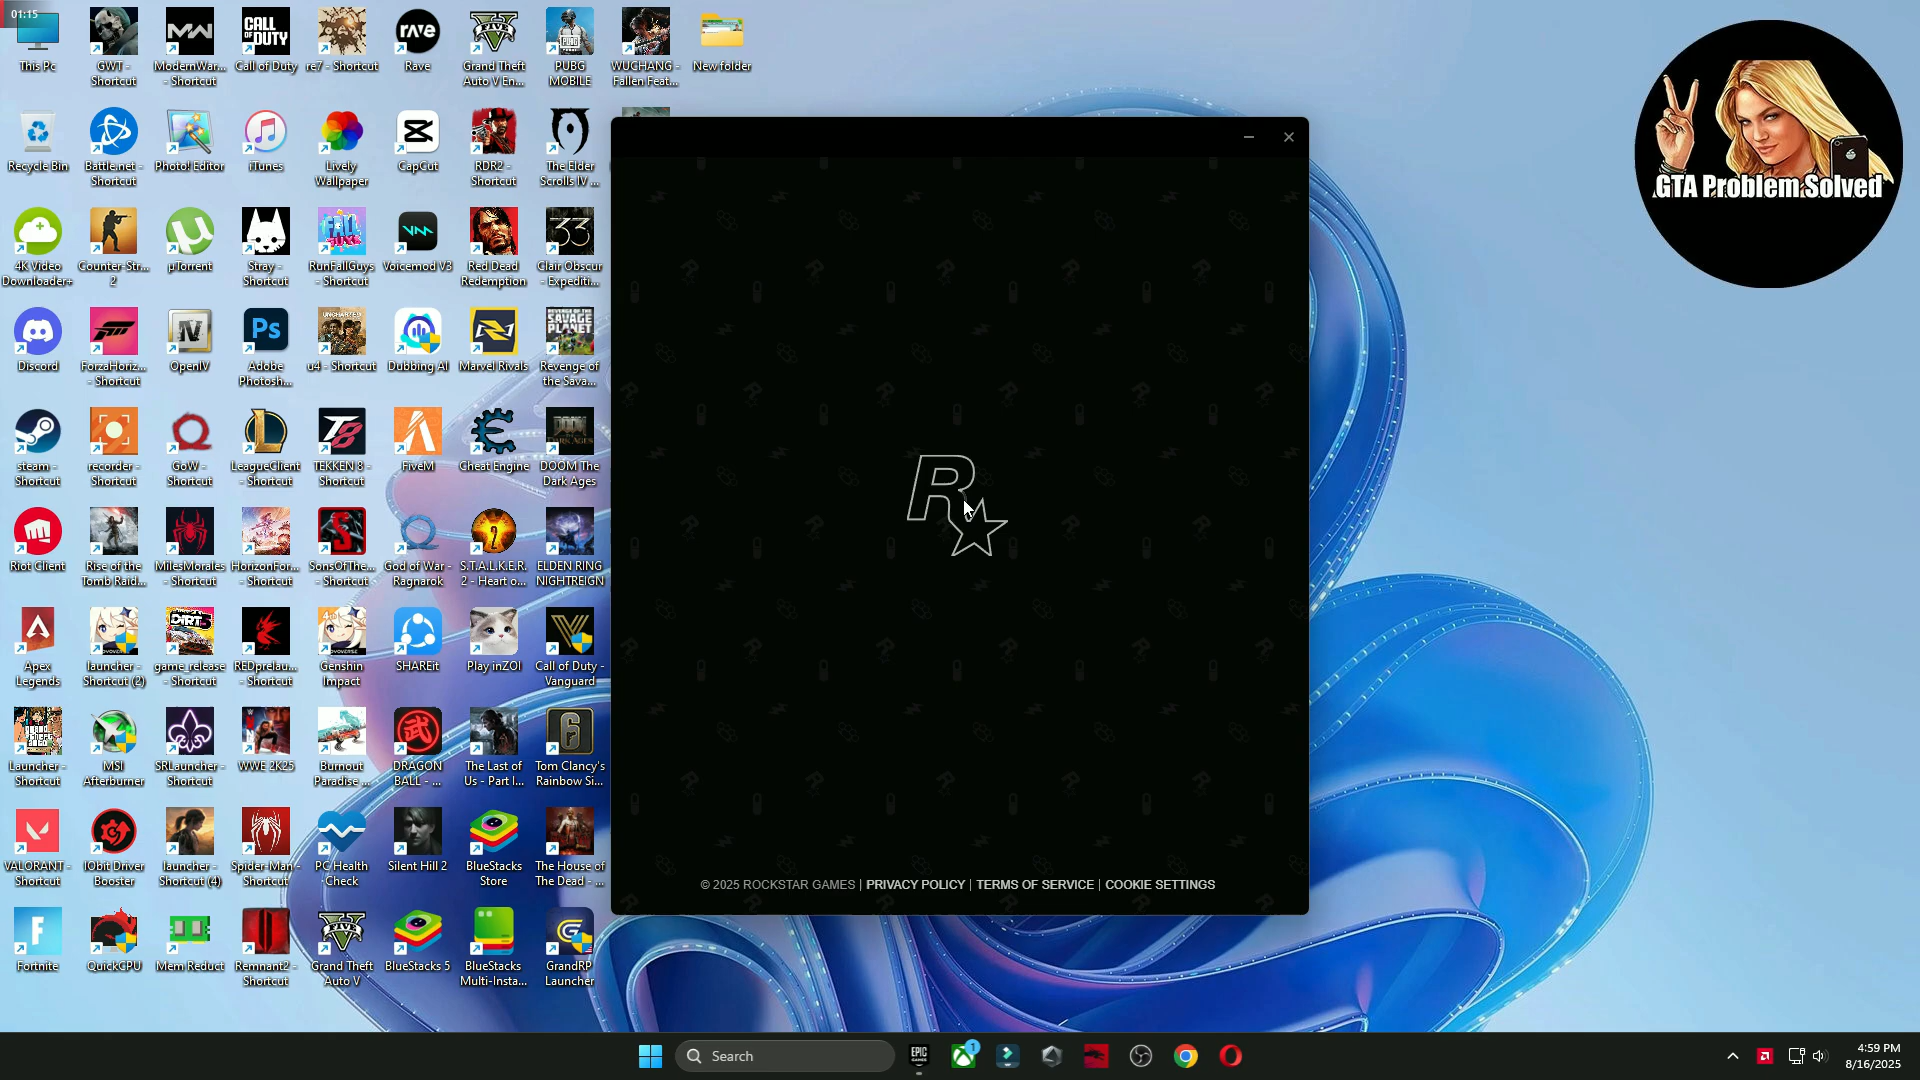 01:15
This Pc
GWT - Shortcut
ModernWar... - Shortcut
Call of Duty
re7 - Shortcut
Rave
Grand Theft Auto V En...
PUBG MOBILE
WUCHANG - Fallen Feat...
New folder
Recycle Bin
Battle.net - Shortcut
Photo! Editor
iTunes
Lively Wallpaper
CapCut
RDR2 - Shortcut
The Elder Scrolls IV ...
4K Video Downloader+
Counter-Str... 2
µTorrent
Stray - Shortcut
RunFallGuys - Shortcut
Voicemod V3
Red Dead Redemption
Clair Obscur - Expediti...
Discord
ForzaHoriz... - Shortcut
OpenIV
Adobe Photosh...
u4 - Shortcut
Dubbing AI
Marvel Rivals
Revenge of the Sava...
steam - Shortcut
recorder - Shortcut
GoW - Shortcut
LeagueClient - Shortcut
TEKKEN 8 - Shortcut
FiveM
Cheat Engine
DOOM The Dark Ages
Riot Client
Rise of the Tomb Raid...
MilesMorales - Shortcut
HorizonFor... - Shortcut
SonsOfThe... - Shortcut
God of War - Ragnarok
S.T.A.L.K.E.R. 2 - Heart o...
ELDEN RING NIGHTREIGN
Apex Legends
launcher - Shortcut (2)
game_release - Shortcut
REDprelau... - Shortcut
Genshin Impact
SHAREit
Play inZOI
Call of Duty - Vanguard
Launcher - Shortcut
MSI Afterburner
SRLauncher - Shortcut
WWE 2K25
Burnout Paradise ...
DRAGON BALL - ...
The Last of Us - Part I...
Tom Clancy's Rainbow Si...
VALORANT - Shortcut
IObit Driver Booster
launcher - Shortcut (4)
Spider-Man - Shortcut
PC Health Check
Silent Hill 2
BlueStacks Store
The House of The Dead - ...
Fortnite
QuickCPU
Mem Reduct
Remnant2 - Shortcut
Grand Theft Auto V
BlueStacks 5
BlueStacks Multi-Insta...
GrandRP Launcher
GTA Problem Solved
© 2025 ROCKSTAR GAMES | PRIVACY POLICY | TERMS OF SERVICE | COOKIE SETTINGS
Search
EPIC GAMES
1
4:59 PM
8/16/2025